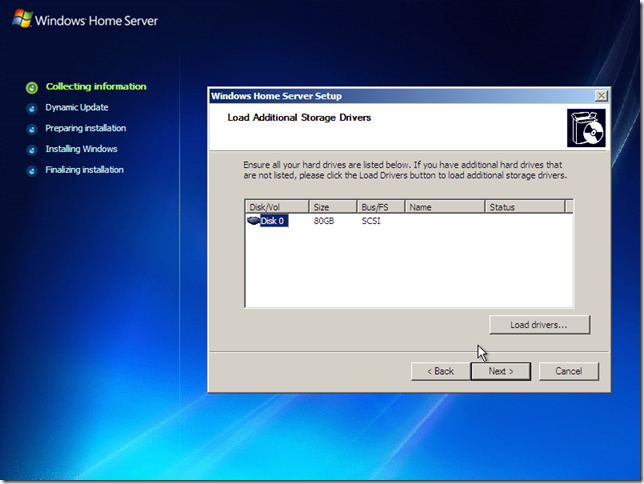 Windows Home Server
Collecting information
Dynamic Update
Preparing installation
Installing Windows
Finalizing installation
Windows Home Server Setup
Load Additional Storage Drivers
Ensure all your hard drives are listed below. If you have additional hard drives that
are not listed, please click the Load Drivers button to load additional storage drivers.
Disk/Vol Size Bus/FS Name Status
Disk 0 80GB SCSI
Load drivers...
< Back Next > Cancel